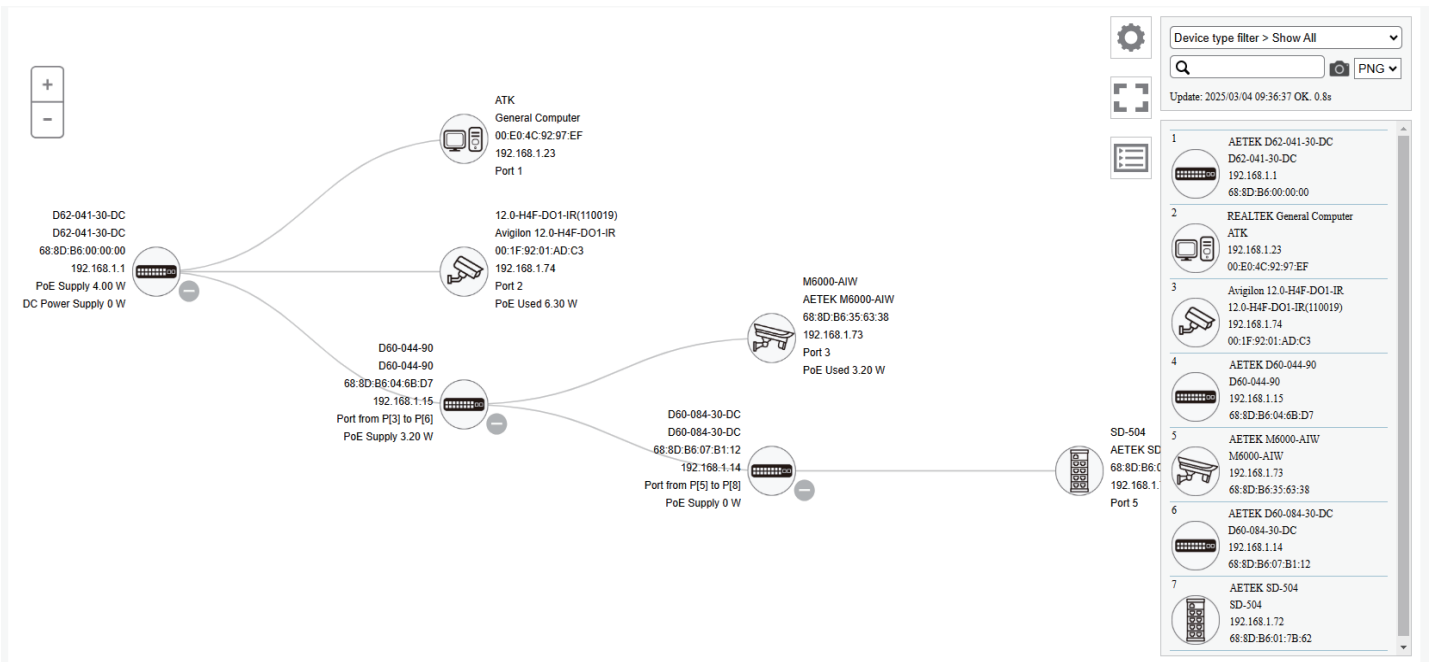 +
−
ATK
General Computer
00:E0:4C:92:97:EF
192.168.1.23
Port 1
D62-041-30-DC
D62-041-30-DC
68:8D:B6:00:00:00
192.168.1.1
PoE Supply 4.00 W
DC Power Supply 0 W
12.0-H4F-DO1-IR(110019)
Avigilon 12.0-H4F-DO1-IR
00:1F:92:01:AD:C3
192.168.1.74
Port 2
PoE Used 6.30 W
D60-044-90
D60-044-90
68:8D:B6:04:6B:D7
192.168.1.15
Port from P[3] to P[6]
PoE Supply 3.20 W
M6000-AIW
AETEK M6000-AIW
68:8D:B6:35:63:38
192.168.1.73
Port 3
PoE Used 3.20 W
D60-084-30-DC
D60-084-30-DC
68:8D:B6:07:B1:12
192.168.1.14
Port from P[5] to P[8]
PoE Supply 0 W
SD-504
AETEK SD
68:8D:B6:0
192.168.1.
Port 5
Device type filter > Show All
PNG
Update: 2025/03/04 09:36:37 OK. 0.8s
1
AETEK D62-041-30-DC
D62-041-30-DC
192.168.1.1
68:8D:B6:00:00:00
2
REALTEK General Computer
ATK
192.168.1.23
00:E0:4C:92:97:EF
3
Avigilon 12.0-H4F-DO1-IR
12.0-H4F-DO1-IR(110019)
192.168.1.74
00:1F:92:01:AD:C3
4
AETEK D60-044-90
D60-044-90
192.168.1.15
68:8D:B6:04:6B:D7
5
AETEK M6000-AIW
M6000-AIW
192.168.1.73
68:8D:B6:35:63:38
6
AETEK D60-084-30-DC
D60-084-30-DC
192.168.1.14
68:8D:B6:07:B1:12
7
AETEK SD-504
SD-504
192.168.1.72
68:8D:B6:01:7B:62